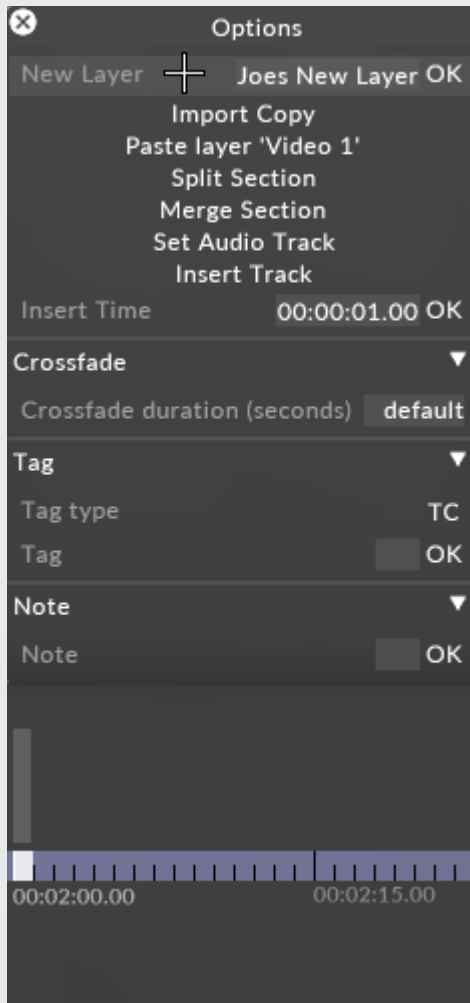 Options
New Layer Joes New Layer OK
Import Copy
Paste layer 'Video 1'
Split Section
Merge Section
Set Audio Track
Insert Track
Insert Time 00:00:01.00 OK
Crossfade
Crossfade duration (seconds) default
Tag
Tag type TC
Tag OK
Note
Note OK
00:02:00.00 00:02:15.00